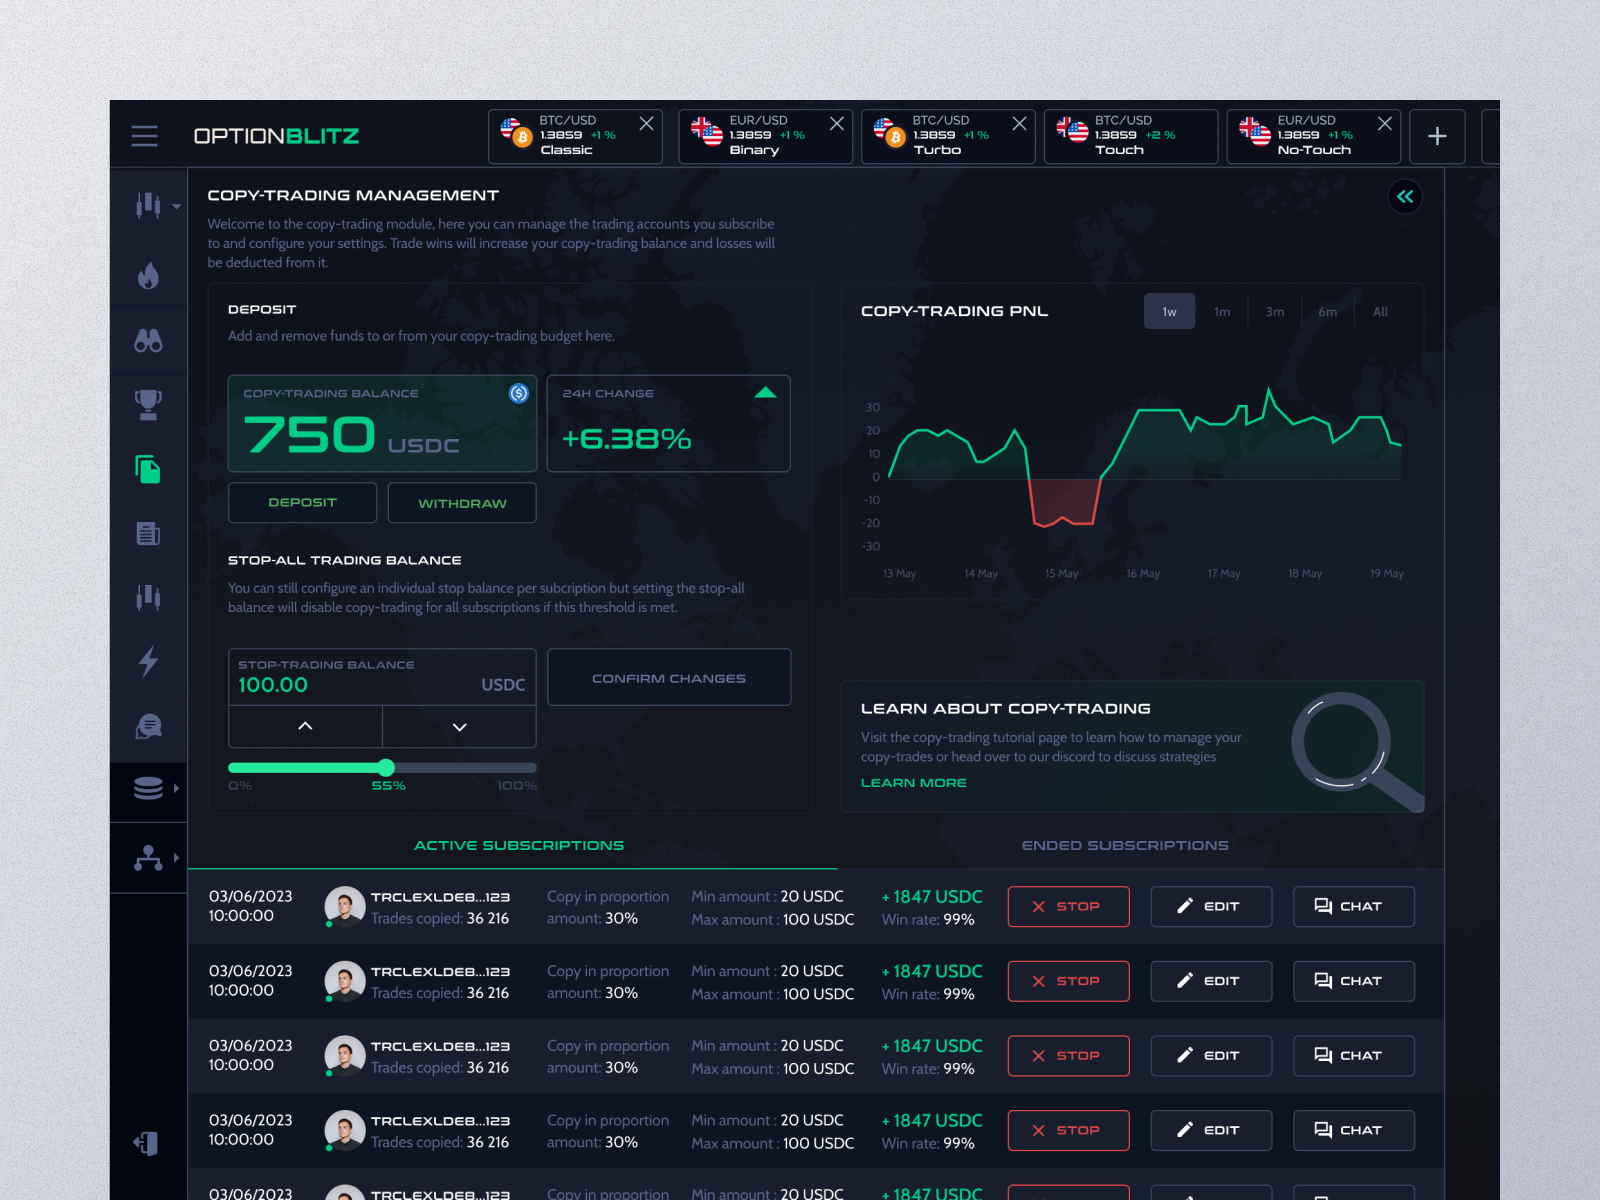 OPTIONBLITZ
BTC/USD
1.3859 +1 %
Classic
EUR/USD
1.3859 +1 %
Binary
BTC/USD
1.3859 +1 %
Turbo
BTC/USD
1.3859 +2 %
Touch
EUR/USD
1.3859 +1 %
No-Touch
COPY-TRADING MANAGEMENT
Welcome to the copy-trading module, here you can manage the trading accounts you subscribe
to and configure your settings. Trade wins will increase your copy-trading balance and losses will
be deducted from it.
DEPOSIT
Add and remove funds to or from your copy-trading budget here.
COPY-TRADING BALANCE
750 USDC
24H CHANGE
+6.38%
DEPOSIT
WITHDRAW
STOP-ALL TRADING BALANCE
You can still configure an individual stop balance per subcription but setting the stop-all
balance will disable copy-trading for all subscriptions if this threshold is met.
STOP-TRADING BALANCE
100.00 USDC
CONFIRM CHANGES
0% 55% 100%
COPY-TRADING PNL
1w 1m 3m 6m All
30
20
10
0
-10
-20
-30
13 May 14 May 15 May 16 May 17 May 18 May 19 May
LEARN ABOUT COPY-TRADING
Visit the copy-trading tutorial page to learn how to manage your
copy-trades or head over to our discord to discuss strategies
LEARN MORE
ACTIVE SUBSCRIPTIONS
ENDED SUBSCRIPTIONS
03/06/2023 TRCLEXLDE8...123 Copy in proportion Min amount : 20 USDC + 1847 USDC
10:00:00 Trades copied: 36 216 amount: 30% Max amount : 100 USDC Win rate: 99%
STOP EDIT CHAT
03/06/2023 TRCLEXLDE8...123 Copy in proportion Min amount : 20 USDC + 1847 USDC
10:00:00 Trades copied: 36 216 amount: 30% Max amount : 100 USDC Win rate: 99%
STOP EDIT CHAT
03/06/2023 TRCLEXLDE8...123 Copy in proportion Min amount : 20 USDC + 1847 USDC
10:00:00 Trades copied: 36 216 amount: 30% Max amount : 100 USDC Win rate: 99%
STOP EDIT CHAT
03/06/2023 TRCLEXLDE8...123 Copy in proportion Min amount : 20 USDC + 1847 USDC
10:00:00 Trades copied: 36 216 amount: 30% Max amount : 100 USDC Win rate: 99%
STOP EDIT CHAT
03/06/2023 TRCLEXLDE8...123 Copy in proportion Min amount : 20 USDC + 1847 USDC